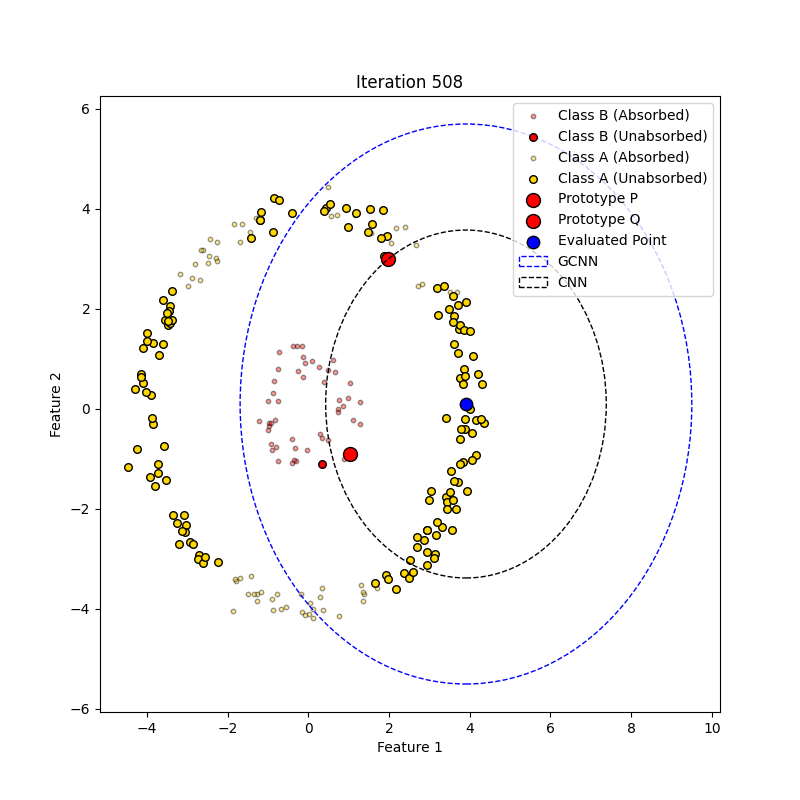 Iteration 508
Class B (Absorbed)
Class B (Unabsorbed)
Class A (Absorbed)
Class A (Unabsorbed)
Prototype P
Prototype Q
Evaluated Point
GCNN
CNN
6
4
2
0
−2
−4
−6
Feature 2
−4 −2 0 2 4 6 8 10
Feature 1